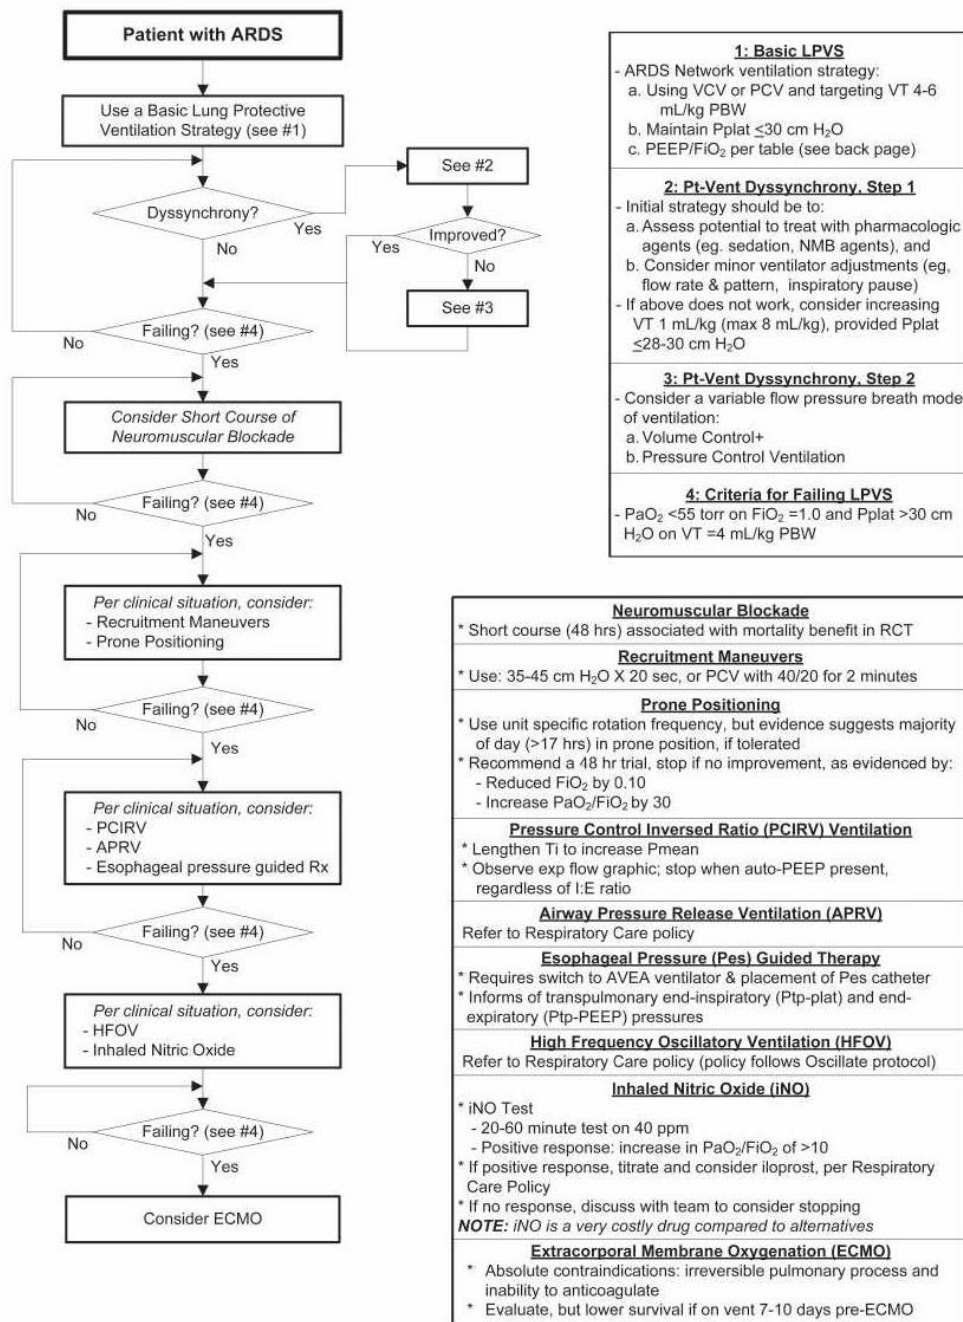 Patient with ARDS
Use a Basic Lung Protective
Ventilation Strategy (see #1)
Dyssynchrony?
Yes
No
See #2
Improved?
Yes
No
See #3
Failing? (see #4)
No
Yes
Consider Short Course of
Neuromuscular Blockade
Failing? (see #4)
No
Yes
Per clinical situation, consider:
- Recruitment Maneuvers
- Prone Positioning
Failing? (see #4)
No
Yes
Per clinical situation, consider:
- PCIRV
- APRV
- Esophageal pressure guided Rx
Failing? (see #4)
No
Yes
Per clinical situation, consider:
- HFOV
- Inhaled Nitric Oxide
Failing? (see #4)
No
Yes
Consider ECMO
1: Basic LPVS
- ARDS Network ventilation strategy:
a. Using VCV or PCV and targeting VT 4-6
mL/kg PBW
b. Maintain Pplat ≤30 cm H₂O
c. PEEP/FiO₂ per table (see back page)
2: Pt-Vent Dyssynchrony, Step 1
- Initial strategy should be to:
a. Assess potential to treat with pharmacologic
agents (eg. sedation, NMB agents), and
b. Consider minor ventilator adjustments (eg,
flow rate & pattern, inspiratory pause)
- If above does not work, consider increasing
VT 1 mL/kg (max 8 mL/kg), provided Pplat
≤28-30 cm H₂O
3: Pt-Vent Dyssynchrony, Step 2
- Consider a variable flow pressure breath mode
of ventilation:
a. Volume Control+
b. Pressure Control Ventilation
4: Criteria for Failing LPVS
- PaO₂ <55 torr on FiO₂ =1.0 and Pplat >30 cm
H₂O on VT =4 mL/kg PBW
Neuromuscular Blockade
* Short course (48 hrs) associated with mortality benefit in RCT
Recruitment Maneuvers
* Use: 35-45 cm H₂O X 20 sec, or PCV with 40/20 for 2 minutes
Prone Positioning
* Use unit specific rotation frequency, but evidence suggests majority
of day (>17 hrs) in prone position, if tolerated
* Recommend a 48 hr trial, stop if no improvement, as evidenced by:
- Reduced FiO₂ by 0.10
- Increase PaO₂/FiO₂ by 30
Pressure Control Inversed Ratio (PCIRV) Ventilation
* Lengthen Ti to increase Pmean
* Observe exp flow graphic; stop when auto-PEEP present,
regardless of I:E ratio
Airway Pressure Release Ventilation (APRV)
Refer to Respiratory Care policy
Esophageal Pressure (Pes) Guided Therapy
* Requires switch to AVEA ventilator & placement of Pes catheter
* Informs of transpulmonary end-inspiratory (Ptp-plat) and end-
expiratory (Ptp-PEEP) pressures
High Frequency Oscillatory Ventilation (HFOV)
Refer to Respiratory Care policy (policy follows Oscillate protocol)
Inhaled Nitric Oxide (iNO)
* iNO Test
- 20-60 minute test on 40 ppm
- Positive response: increase in PaO₂/FiO₂ of >10
* If positive response, titrate and consider iloprost, per Respiratory
Care Policy
* If no response, discuss with team to consider stopping
NOTE: iNO is a very costly drug compared to alternatives
Extracorporal Membrane Oxygenation (ECMO)
* Absolute contraindications: irreversible pulmonary process and
inability to anticoagulate
* Evaluate, but lower survival if on vent 7-10 days pre-ECMO